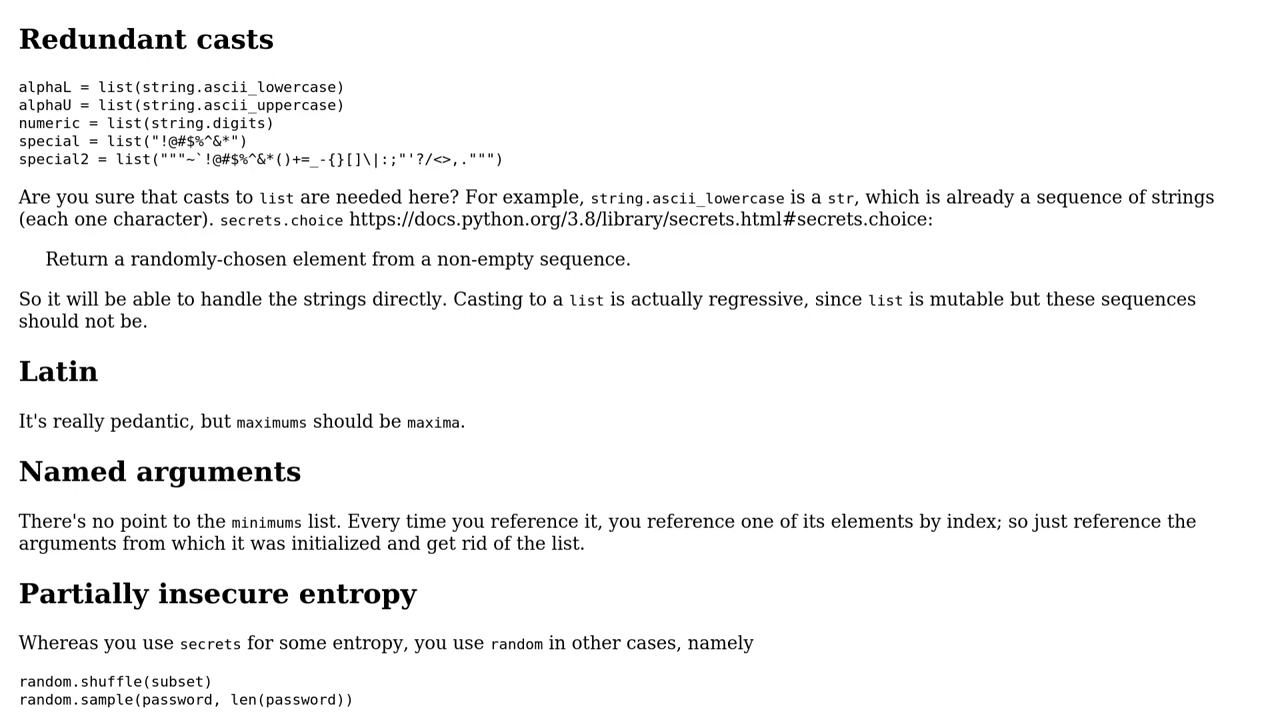 Redundant casts
alphaL = list(string.ascii_lowercase)
alphaU = list(string.ascii_uppercase)
numeric = list(string.digits)
special = list("!@#$%^&*")
special2 = list("""~`!@#$%^&*()+=_-{}[]\|:;"'?/<>,.""")
Are you sure that casts to list are needed here? For example, string.ascii_lowercase is a str, which is already a sequence of strings
(each one character). secrets.choice https://docs.python.org/3.8/library/secrets.html#secrets.choice:
Return a randomly-chosen element from a non-empty sequence.
So it will be able to handle the strings directly. Casting to a list is actually regressive, since list is mutable but these sequences
should not be.
Latin
It's really pedantic, but maximums should be maxima.
Named arguments
There's no point to the minimums list. Every time you reference it, you reference one of its elements by index; so just reference the
arguments from which it was initialized and get rid of the list.
Partially insecure entropy
Whereas you use secrets for some entropy, you use random in other cases, namely
random.shuffle(subset)
random.sample(password, len(password))